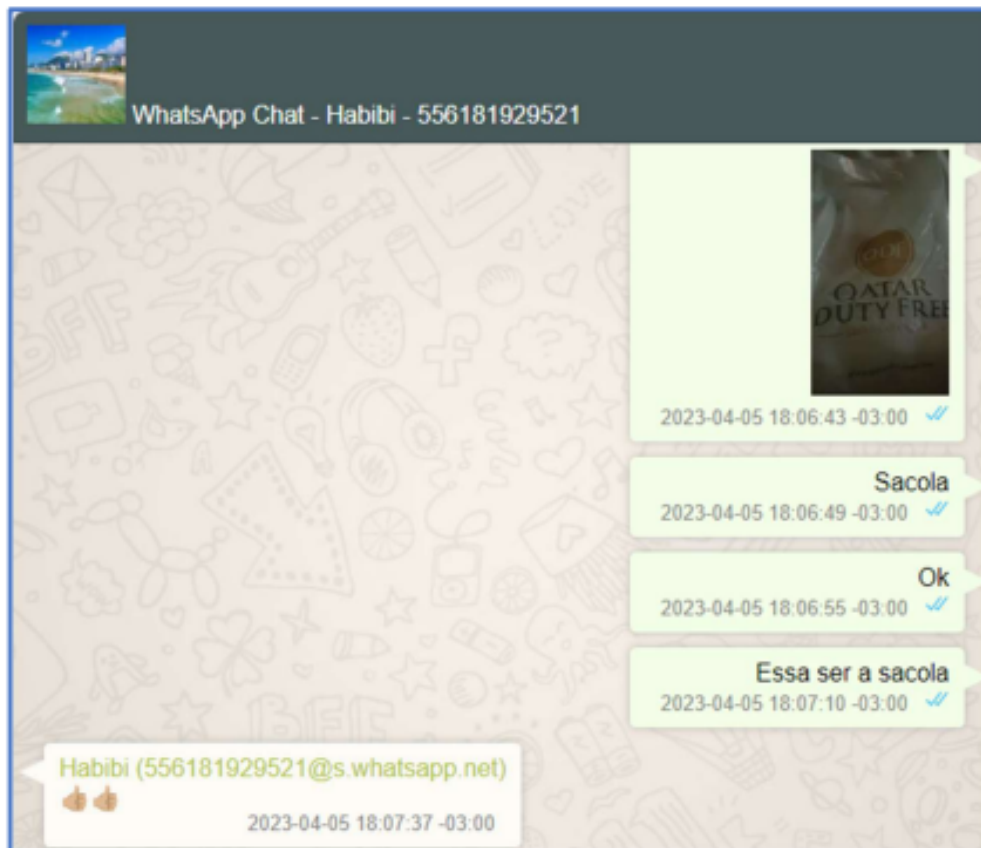 WhatsApp Chat - Habibi - 556181929521
QATAR
DUTY FREE
2023-04-05 18:06:43 -03:00
Sacola
2023-04-05 18:06:49 -03:00
Ok
2023-04-05 18:06:55 -03:00
Essa ser a sacola
2023-04-05 18:07:10 -03:00
Habibi (556181929521@s.whatsapp.net)
👍🏼👍🏼
2023-04-05 18:07:37 -03:00